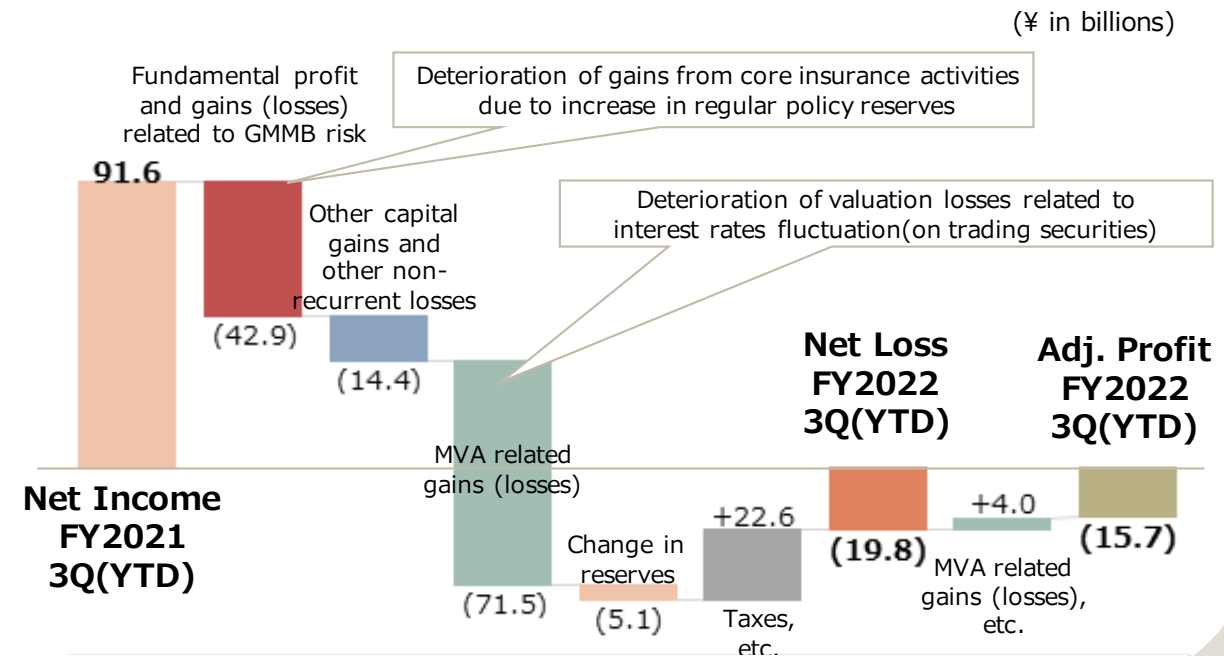 (¥ in billions)
Fundamental profit
and gains (losses)
related to GMMB risk
Deterioration of gains from core insurance activities
due to increase in regular policy reserves
91.6
Deterioration of valuation losses related to
interest rates fluctuation(on trading securities)
Other capital
gains and
other non-
recurrent losses
(42.9)
(14.4)
Net Loss
FY2022
3Q(YTD)
Adj. Profit
FY2022
3Q(YTD)
MVA related
gains (losses)
Net Income
FY2021
3Q(YTD)
(71.5)
Change in
reserves
(5.1)
+22.6
Taxes,
etc.
(19.8)
+4.0
MVA related
gains (losses),
etc.
(15.7)